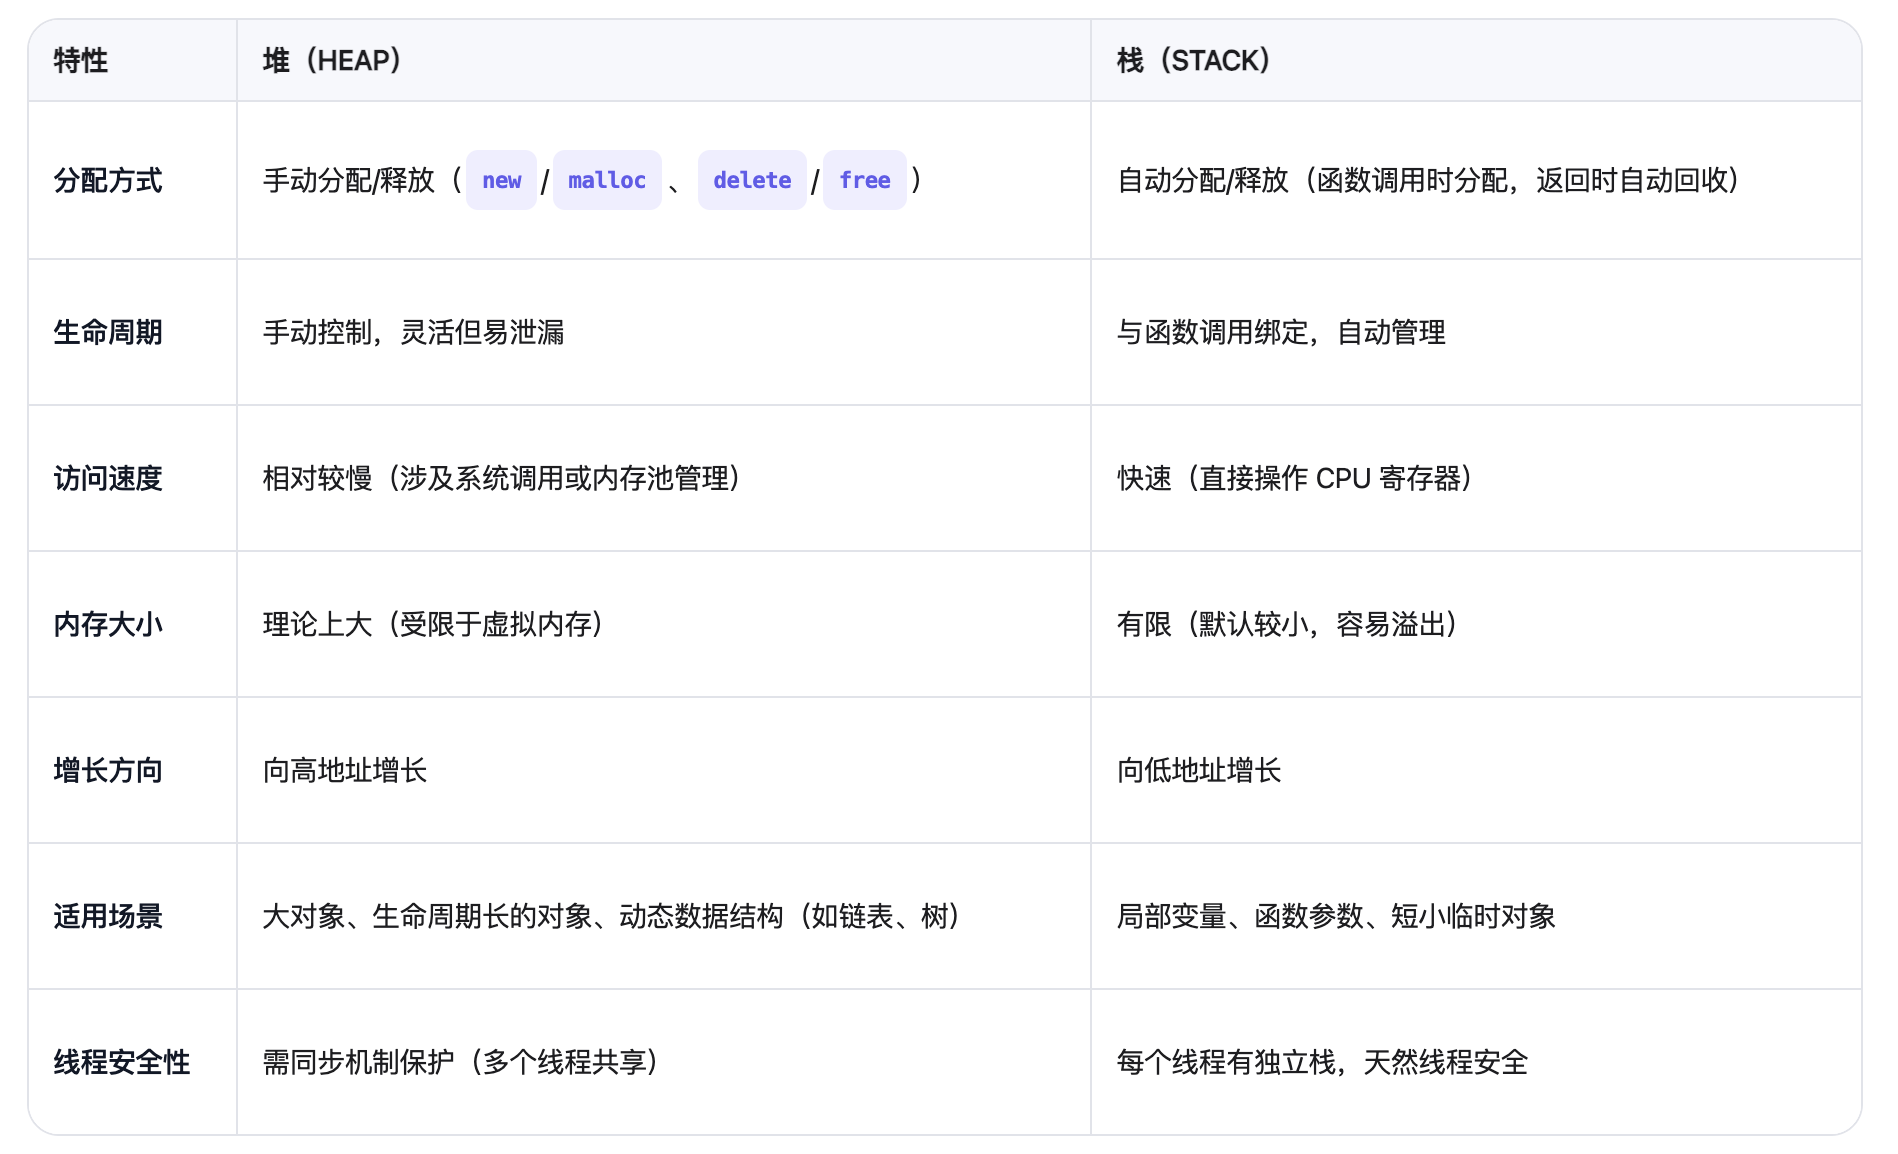 特性 堆（HEAP） 栈（STACK）
分配方式 手动分配/释放（new/malloc、delete/free） 自动分配/释放（函数调用时分配，返回时自动回收）
生命周期 手动控制，灵活但易泄漏 与函数调用绑定，自动管理
访问速度 相对较慢（涉及系统调用或内存池管理） 快速（直接操作 CPU 寄存器）
内存大小 理论上大（受限于虚拟内存） 有限（默认较小，容易溢出）
增长方向 向高地址增长 向低地址增长
适用场景 大对象、生命周期长的对象、动态数据结构（如链表、树） 局部变量、函数参数、短小临时对象
线程安全性 需同步机制保护（多个线程共享） 每个线程有独立栈，天然线程安全